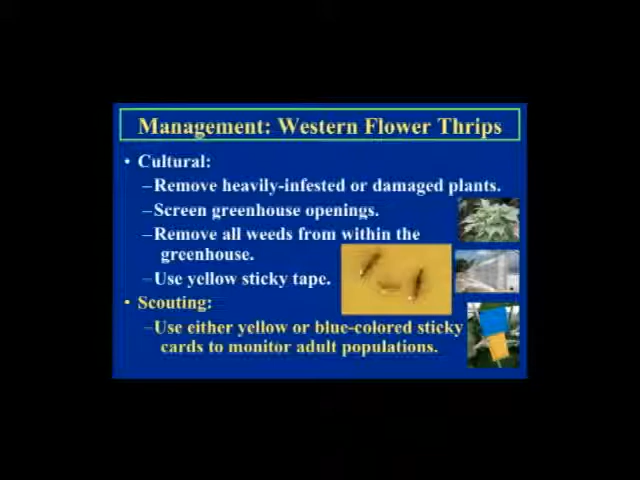 Management: Western Flower Thrips
• Cultural:
–Remove heavily-infested or damaged plants.
–Screen greenhouse openings.
–Remove all weeds from within the
greenhouse.
–Use yellow sticky tape.
• Scouting:
–Use either yellow or blue-colored sticky
cards to monitor adult populations.